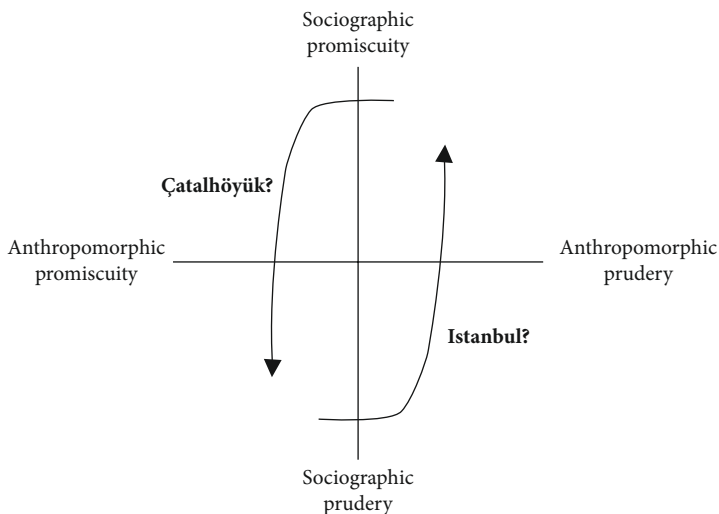 Sociographic
promiscuity
Çatalhöyük?
Anthropomorphic
promiscuity
Anthropomorphic
prudery
Istanbul?
Sociographic
prudery